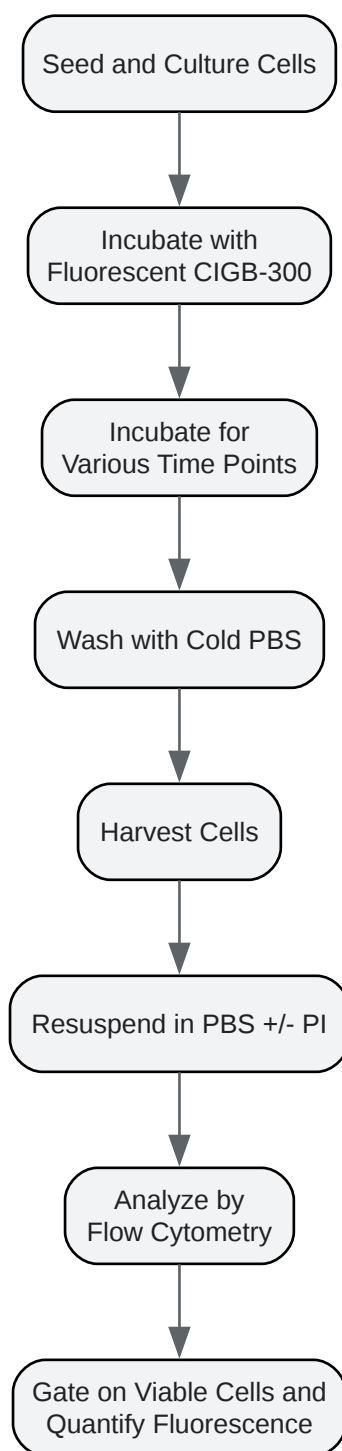 Seed and Culture Cells
Incubate with
Fluorescent CIGB-300
Incubate for
Various Time Points
Wash with Cold PBS
Harvest Cells
Resuspend in PBS +/- PI
Analyze by
Flow Cytometry
Gate on Viable Cells and
Quantify Fluorescence